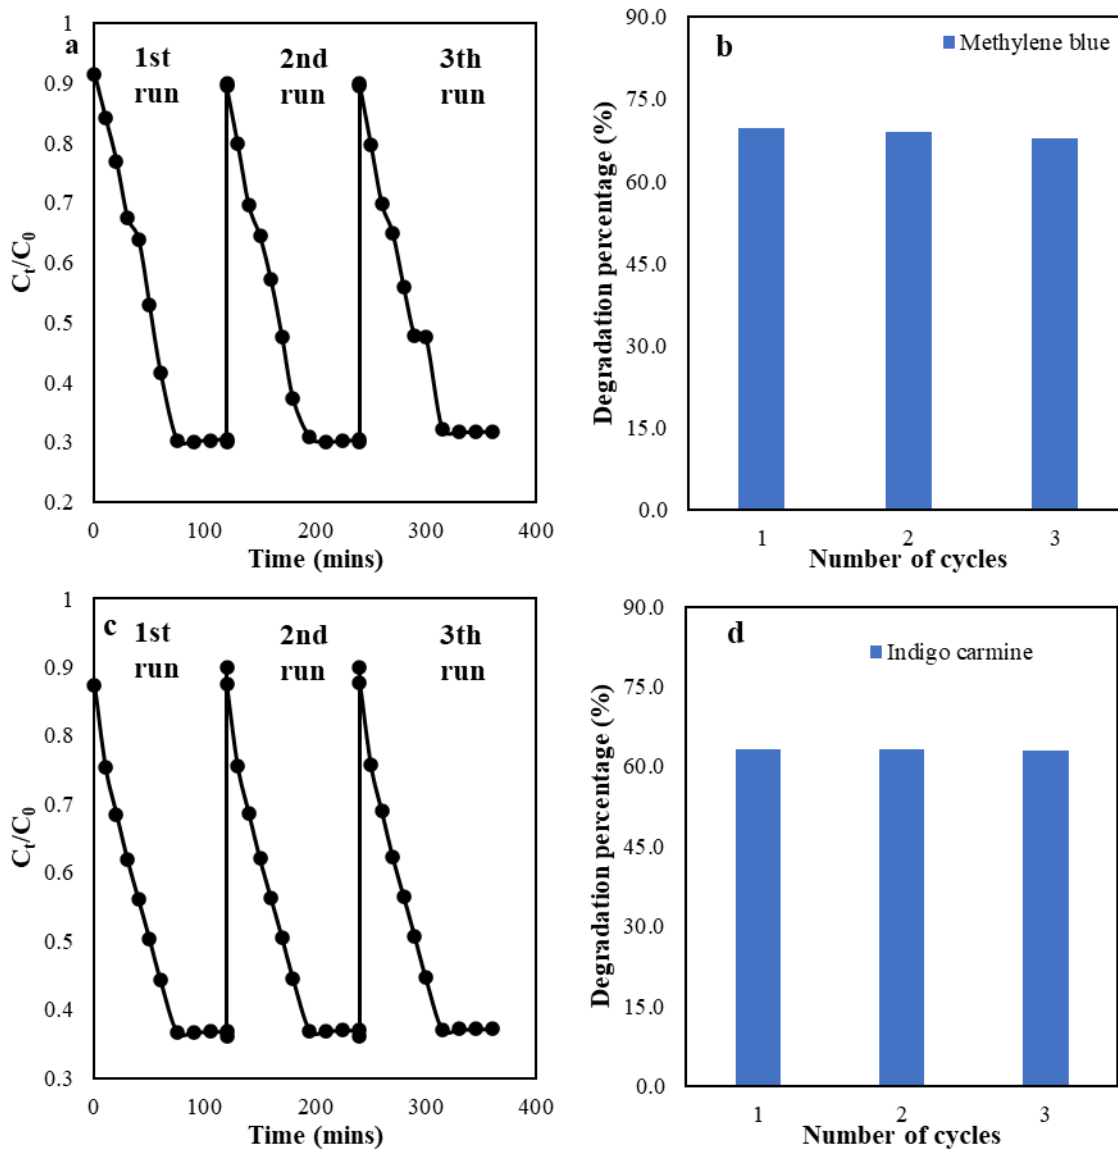 a
1st
run
2nd
run
3th
run
1
0.9
0.8
0.7
0.6
0.5
0.4
0.3
0.2
Ct/C0
0
100
200
300
400
Time (mins)
b
Methylene blue
90.0
75.0
60.0
45.0
30.0
15.0
0.0
Degradation percentage (%)
1
2
3
Number of cycles
c
1st
run
2nd
run
3th
run
1
0.9
0.8
0.7
0.6
0.5
0.4
0.3
Ct/C0
0
100
200
300
400
Time (mins)
d
Indigo carmine
90.0
75.0
60.0
45.0
30.0
15.0
0.0
Degradation percentage (%)
1
2
3
Number of cycles